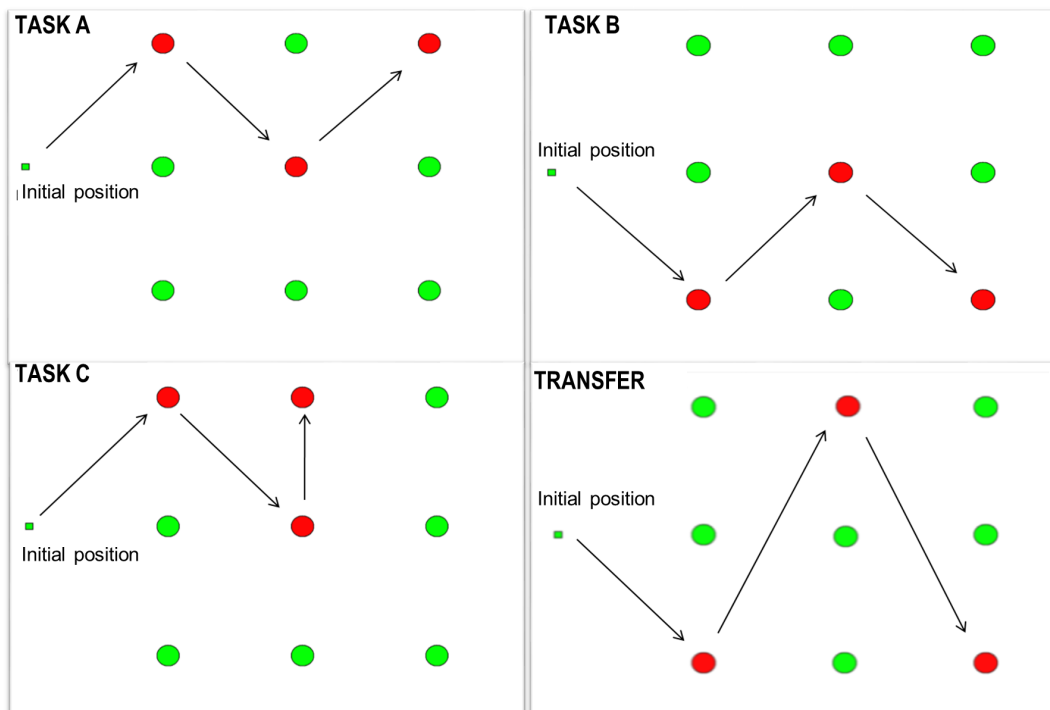 TASK A
Initial position
TASK B
Initial position
TASK C
Initial position
TRANSFER
Initial position